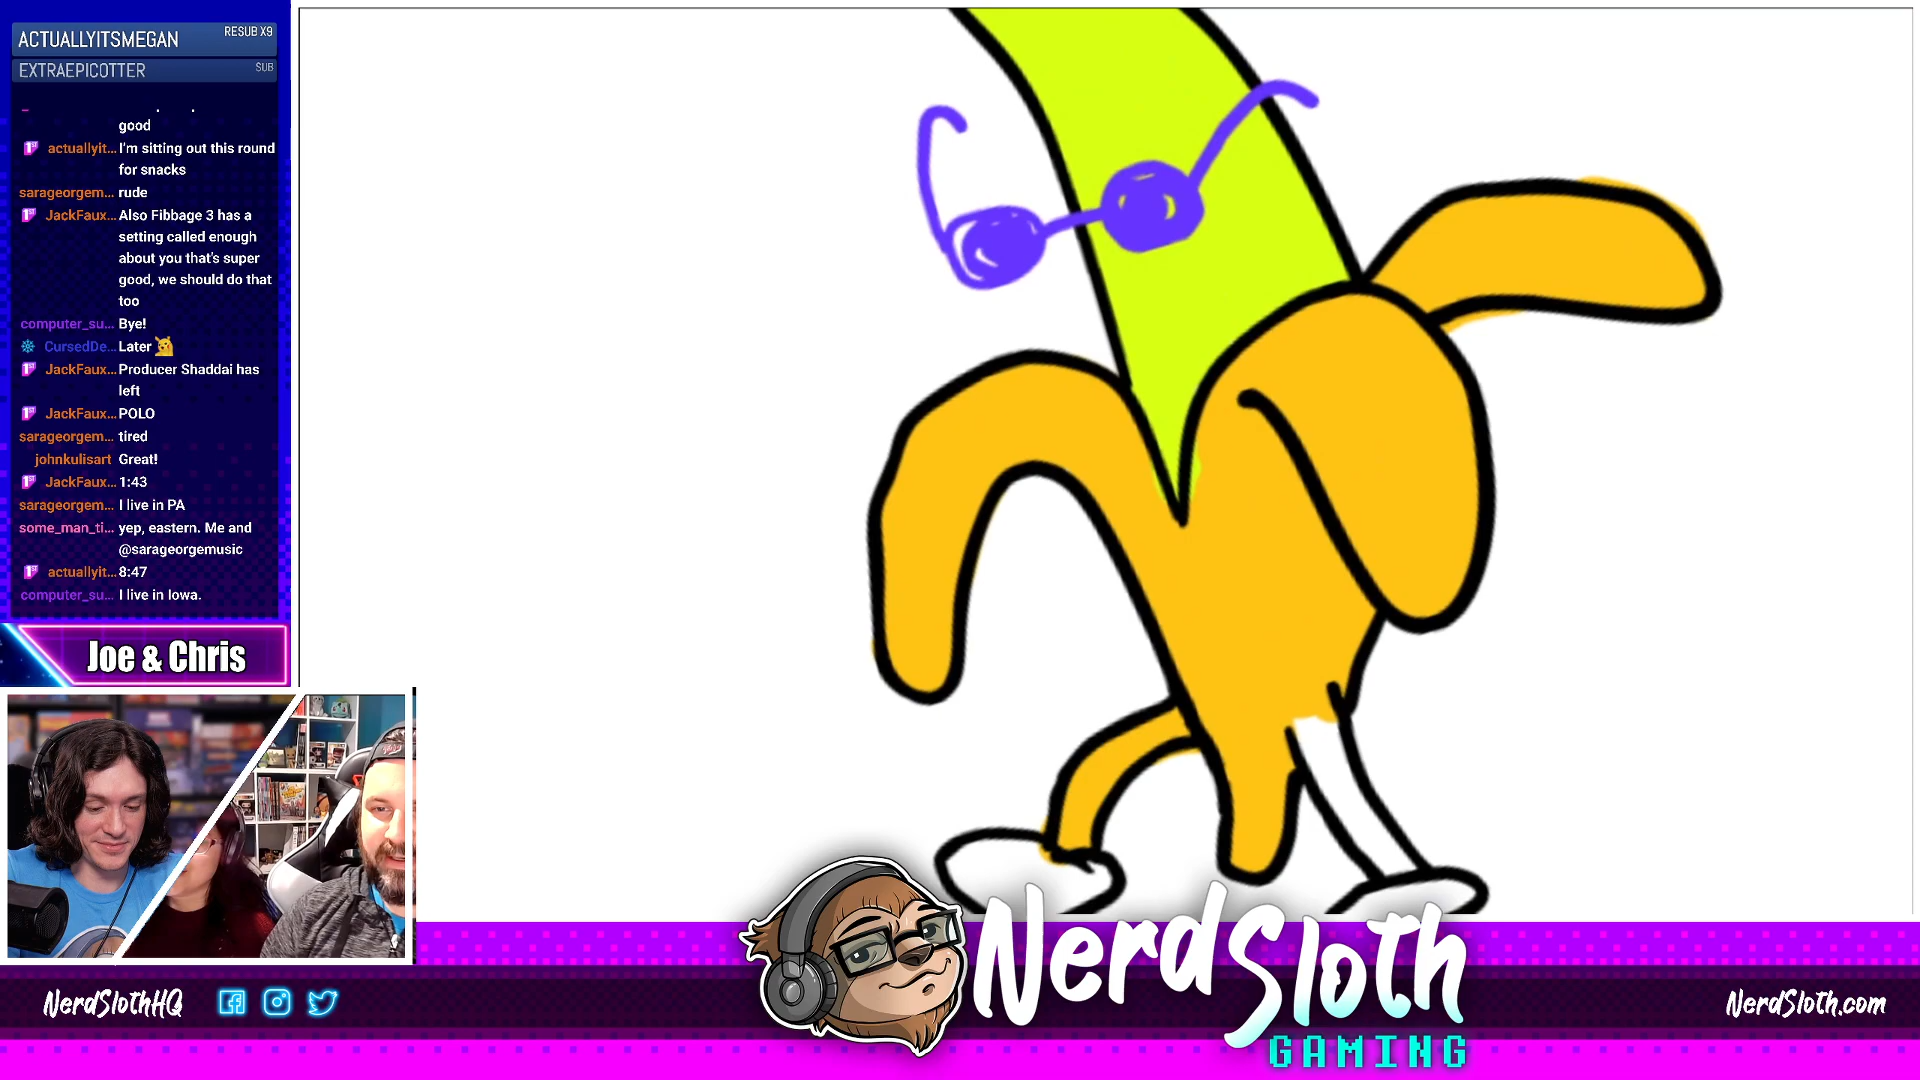 ACTUALLYITSMEGAN RESUB X9
EXTRAEPICOTTER SUB
good
actuallyit... I'm sitting out this round
for snacks
sarageorgem... rude
JackFaux... Also Fibbage 3 has a
setting called enough
about you that's super
good, we should do that
too
computer_su... Bye!
CursedDe... Later
JackFaux... Producer Shaddai has
left
JackFaux... POLO
sarageorgem... tired
johnkulisart Great!
JackFaux... 1:43
sarageorgem... I live in PA
some_man_ti... yep, eastern. Me and
@sarageorgemusic
actuallyit... 8:47
computer_su... I live in Iowa.
Joe & Chris
NerdSloth
GAMING
NerdSlothHQ
NerdSloth.com